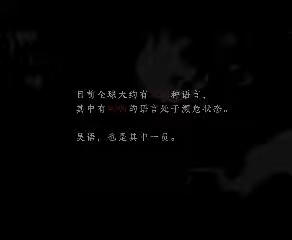 目前全球大约有 种语言,
其中有 的语言处于濒危状态。
吴语,也是其中一员。